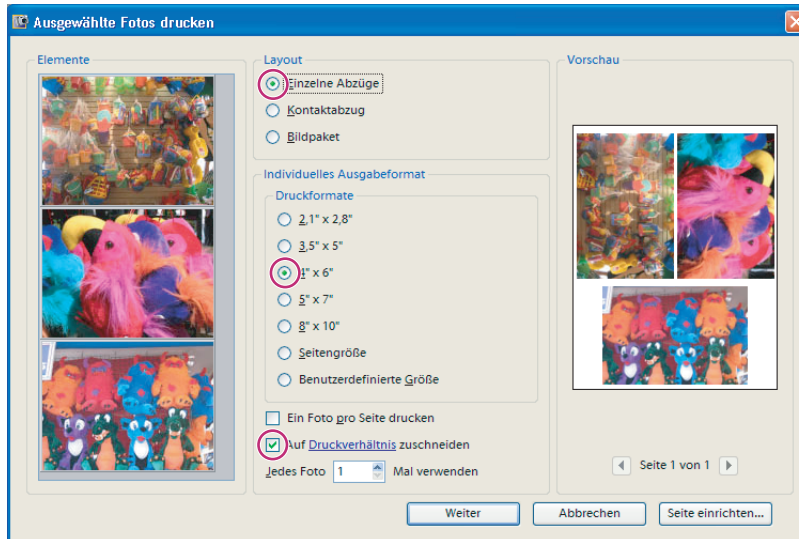 Ausgewählte Fotos drucken
Elemente
Layout
Einzelne Abzüge
Kontaktabzug
Bildpaket
Individuelles Ausgabeformat
Druckformate
2,1" x 2,8"
3,5" x 5"
4" x 6"
5" x 7"
8" x 10"
Seitengröße
Benutzerdefinierte Größe
Ein Foto pro Seite drucken
Auf Druckverhältnis zuschneiden
Jedes Foto 1 Mal verwenden
Vorschau
Seite 1 von 1
Weiter
Abbrechen
Seite einrichten...